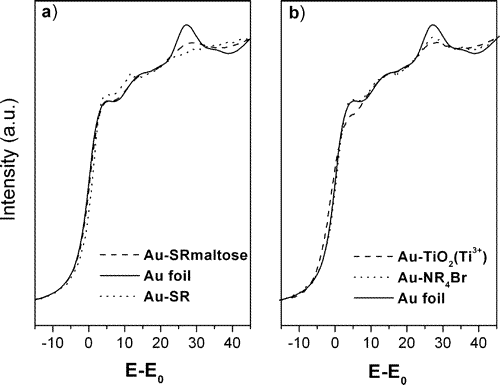 a)
b)
Intensity (a.u.)
Au-SRmaltose
Au foil
Au-SR
Au-TiO₂(Ti³⁺)
Au-NR₄Br
Au foil
0 10 20 30 40
-10 0 10 20 30 40
E-E₀
E-E₀